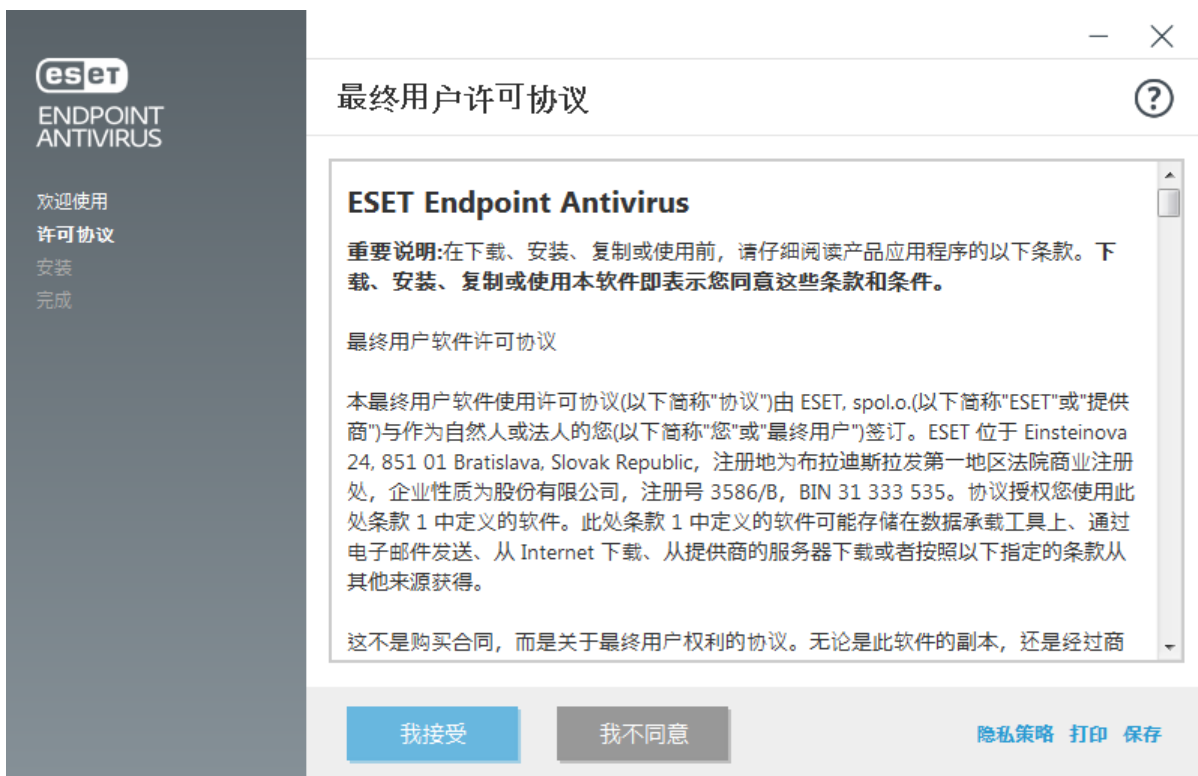 eset
ENDPOINT
ANTIVIRUS
欢迎使用
许可协议
安装
完成
最终用户许可协议
?
ESET Endpoint Antivirus
重要说明:在下载、安装、复制或使用前，请仔细阅读产品应用程序的以下条款。下
载、安装、复制或使用本软件即表示您同意这些条款和条件。
最终用户软件许可协议
本最终用户软件使用许可协议(以下简称"协议")由 ESET, spol.o.(以下简称"ESET"或"提供
商")与作为自然人或法人的您(以下简称"您"或"最终用户")签订。ESET 位于 Einsteinova
24, 851 01 Bratislava, Slovak Republic，注册地为布拉迪斯拉发第一地区法院商业注册
处，企业性质为股份有限公司，注册号 3586/B，BIN 31 333 535。协议授权您使用此
处条款 1 中定义的软件。此处条款 1 中定义的软件可能存储在数据承载工具上、通过
电子邮件发送、从 Internet 下载、从提供商的服务器下载或者按照以下指定的条款从
其他来源获得。
这不是购买合同，而是关于最终用户权利的协议。无论是此软件的副本，还是经过商
我接受
我不同意
隐私策略 打印 保存